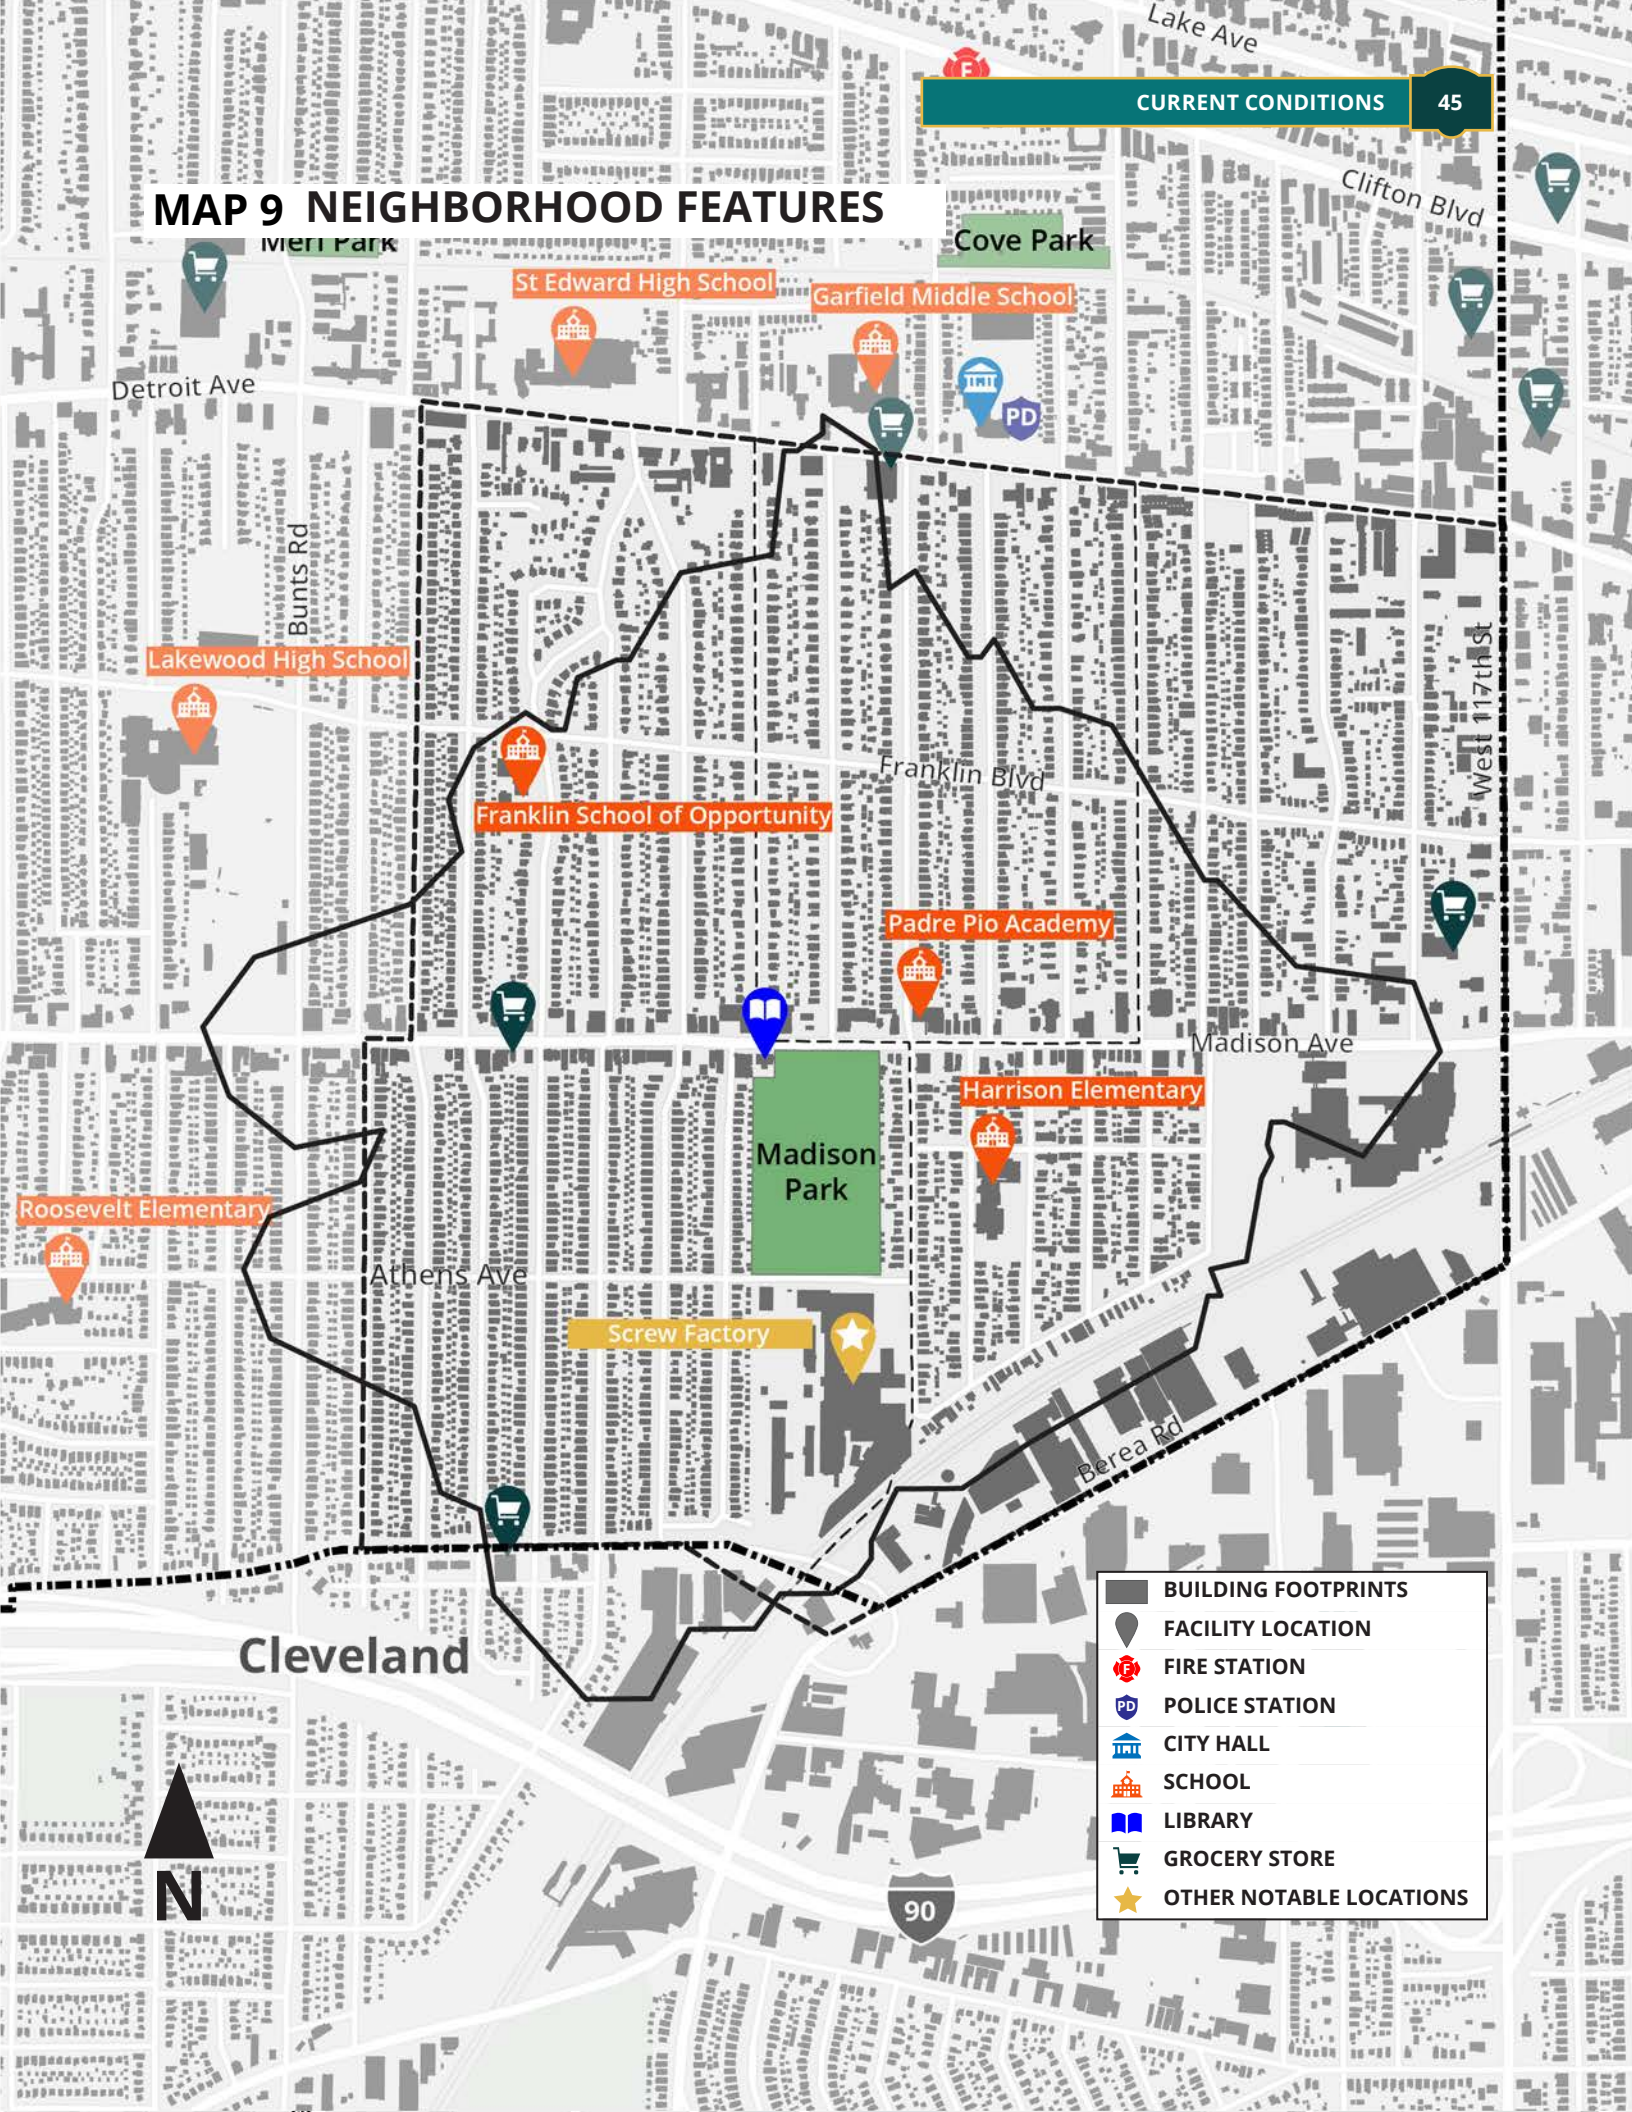 Lake Ave
F
CURRENT CONDITIONS 45
Clifton Blvd
MAP 9 NEIGHBORHOOD FEATURES
Merl Park
Cove Park
St Edward High School
Garfield Middle School
Detroit Ave
PD
Bunts Rd
Lakewood High School
West 117th St
Franklin Blvd
Franklin School of Opportunity
Padre Pio Academy
Madison Ave
Harrison Elementary
Madison
Park
Roosevelt Elementary
Athens Ave
Screw Factory
Berea Rd
BUILDING FOOTPRINTS
FACILITY LOCATION
F FIRE STATION
PD POLICE STATION
CITY HALL
SCHOOL
LIBRARY
GROCERY STORE
OTHER NOTABLE LOCATIONS
Cleveland
N
90